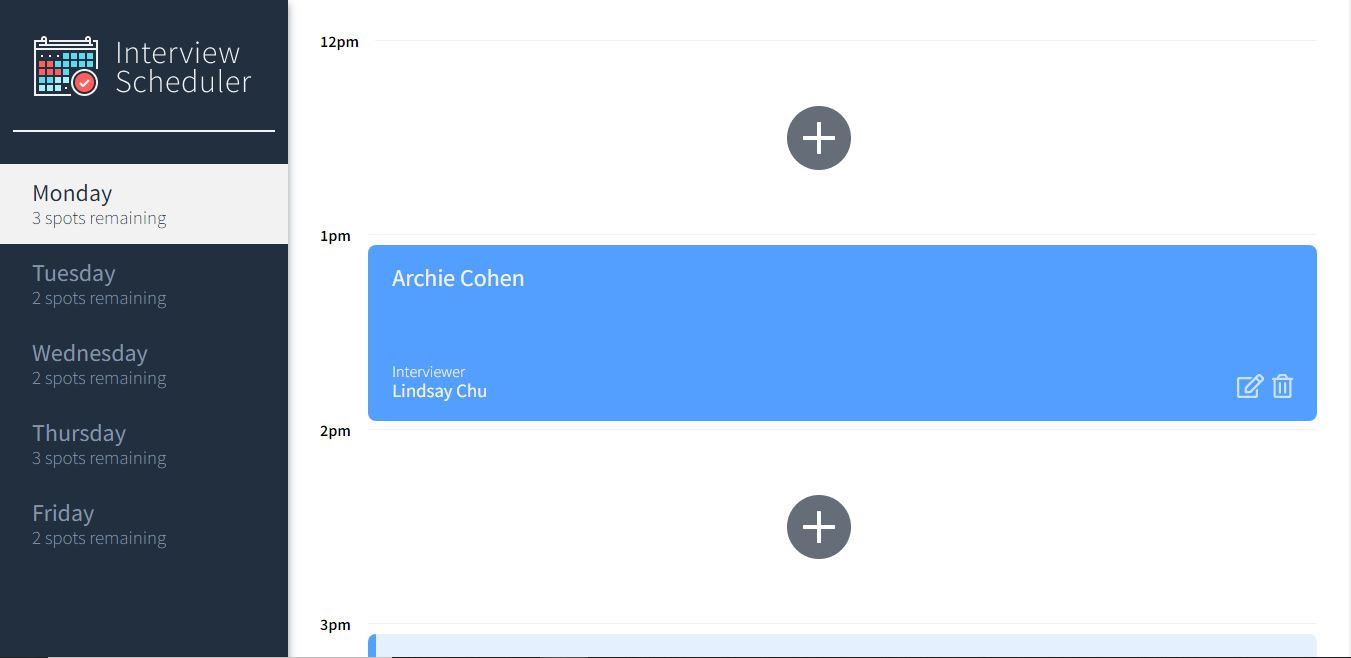 Interview
Scheduler
Monday
3 spots remaining
Tuesday
2 spots remaining
Wednesday
2 spots remaining
Thursday
3 spots remaining
Friday
2 spots remaining
12pm
1pm
Archie Cohen
Interviewer
Lindsay Chu
2pm
3pm